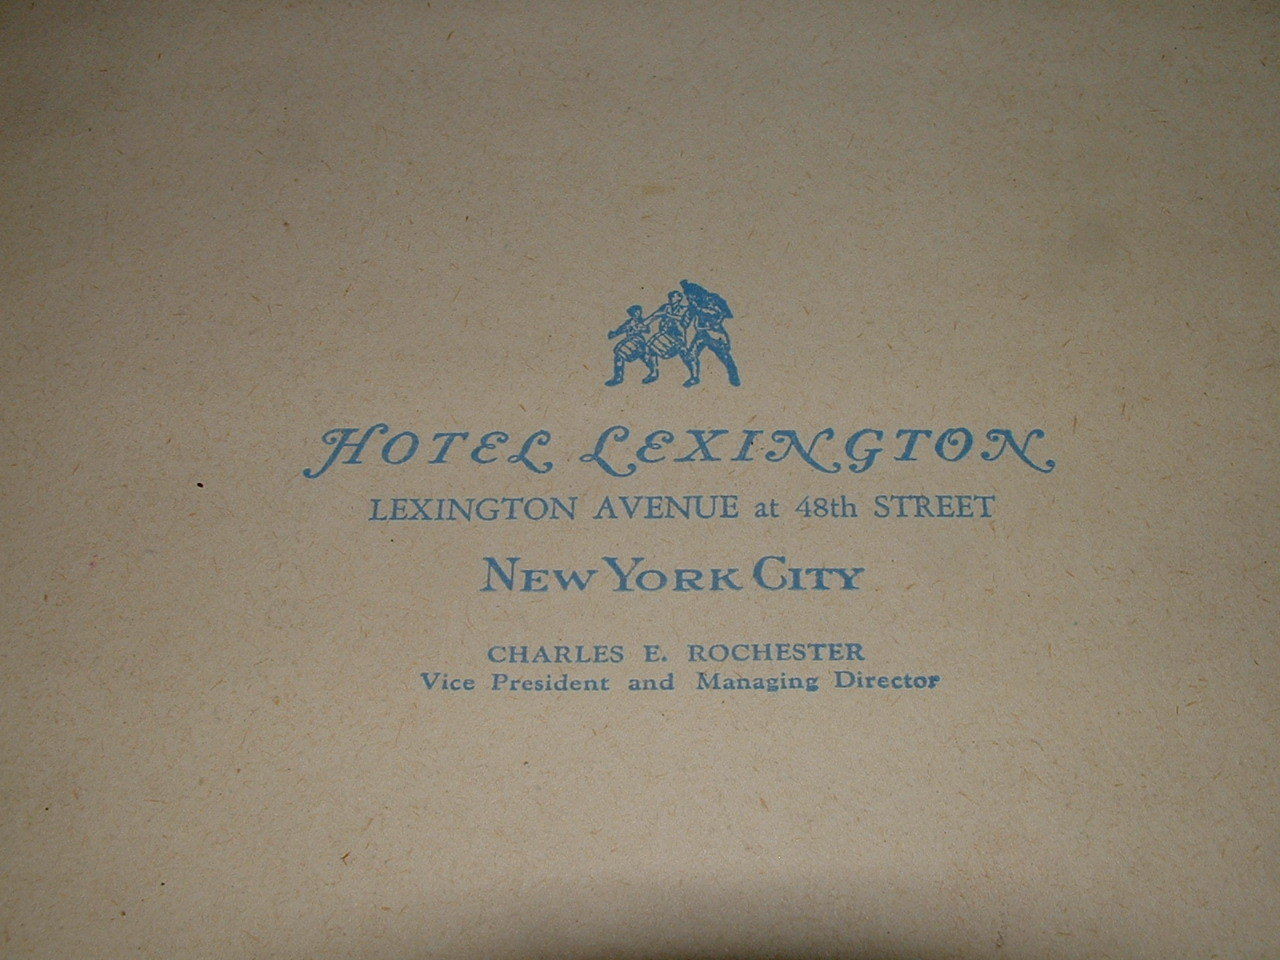 HOTEL LEXINGTON
LEXINGTON AVENUE at 48th STREET
NEW YORK CITY
CHARLES E. ROCHESTER
Vice President and Managing Director